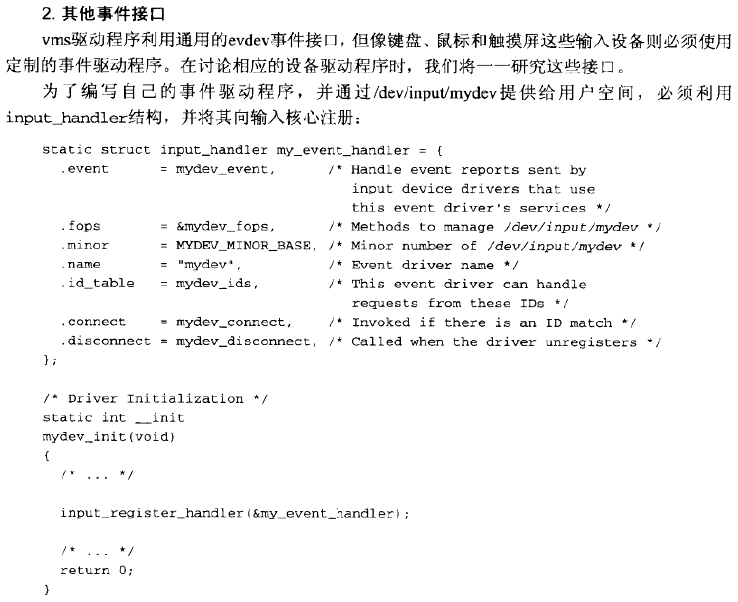 2. 其他事件接口
vms驱动程序利用通用的evdev事件接口，但像键盘、鼠标和触摸屏这些输入设备则必须使用
定制的事件驱动程序。在讨论相应的设备驱动程序时，我们将一一研究这些接口。
为了编写自己的事件驱动程序，并通过/dev/input/mydev提供给用户空间，必须利用
input_handler结构，并将其向输入核心注册：
static struct input_handler my_event_handler = {
.event = mydev_event, /* Handle event reports sent by
input device drivers that use
this event driver's services */
.fops = &mydev_fops, /* Methods to manage /dev/input/mydev */
.minor = MYDEV_MINOR_BASE, /* Minor number of /dev/input/mydev */
.name = "mydev", /* Event driver name */
.id_table = mydev_ids, /* This event driver can handle
requests from these IDs */
.connect = mydev_connect, /* Invoked if there is an ID match */
.disconnect = mydev_disconnect, /* Called when the driver unregisters */
};
/* Driver Initialization */
static int __init
mydev_init(void)
{
/* ... */
input_register_handler(&my_event_handler);
/* ... */
return 0;
}